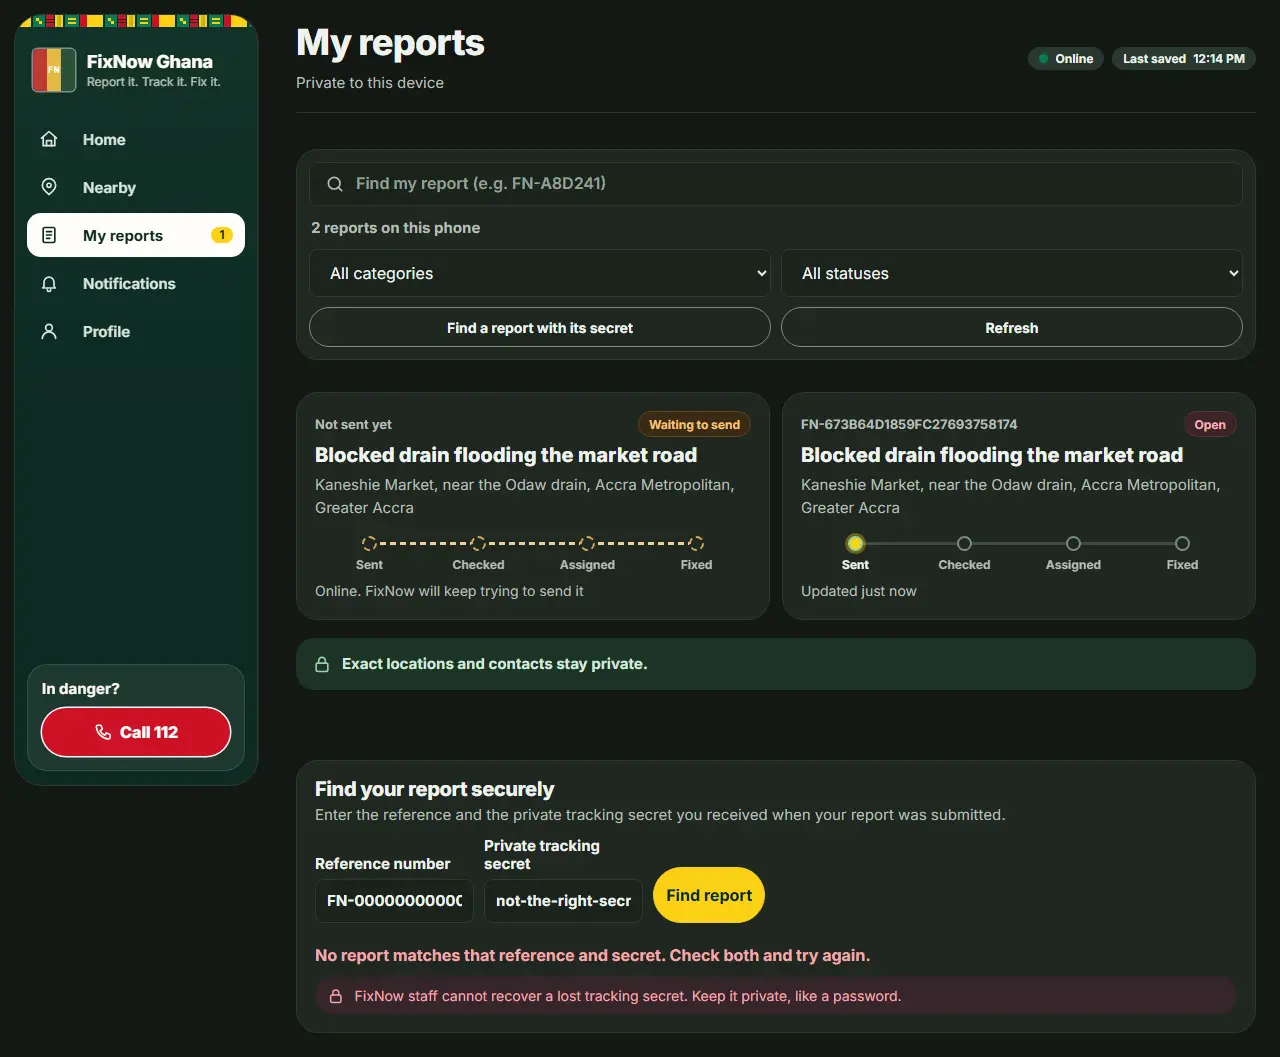 FN
FixNow Ghana
Report it. Track it. Fix it.
Home
Nearby
My reports
1
Notifications
Profile
In danger?
Call 112
My reports
Private to this device
Online
Last saved 12:14 PM
Find my report (e.g. FN-A8D241)
2 reports on this phone
All categories
All statuses
Find a report with its secret
Refresh
Not sent yet
Waiting to send
Blocked drain flooding the market road
Kaneshie Market, near the Odaw drain, Accra Metropolitan,
Greater Accra
Sent
Checked
Assigned
Fixed
Online. FixNow will keep trying to send it
FN-673B64D1859FC27693758174
Open
Blocked drain flooding the market road
Kaneshie Market, near the Odaw drain, Accra Metropolitan,
Greater Accra
Sent
Checked
Assigned
Fixed
Updated just now
Exact locations and contacts stay private.
Find your report securely
Enter the reference and the private tracking secret you received when your report was submitted.
Reference number
Private tracking
secret
FN-00000000000
not-the-right-secr
Find report
No report matches that reference and secret. Check both and try again.
FixNow staff cannot recover a lost tracking secret. Keep it private, like a password.